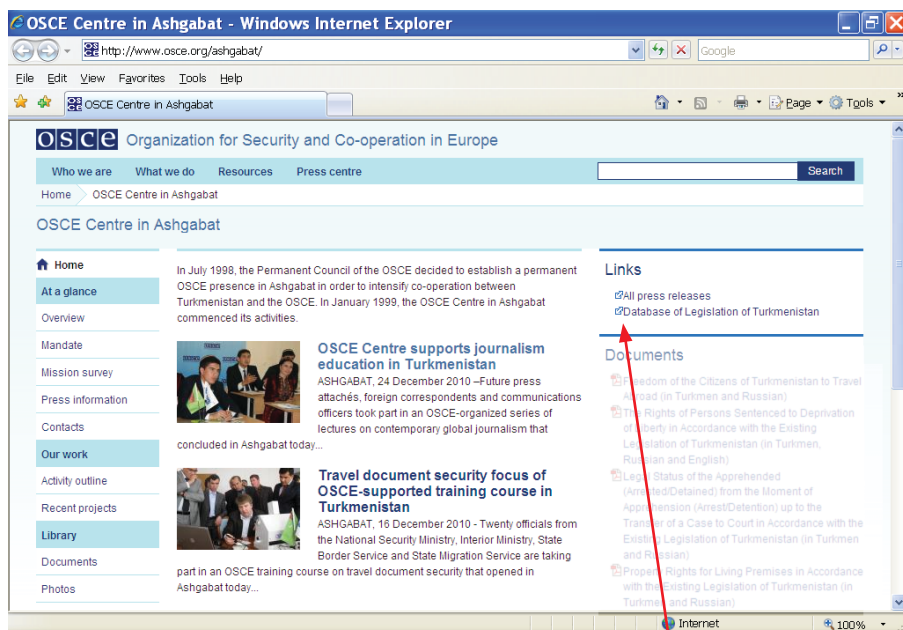 OSCE Centre in Ashgabat - Windows Internet Explorer
http://www.osce.org/ashgabat/
Google
File Edit View Favorites Tools Help
OSCE Centre in Ashgabat
Page Tools
osce Organization for Security and Co-operation in Europe
Who we are What we do Resources Press centre
Search
Home OSCE Centre in Ashgabat
OSCE Centre in Ashgabat
Home
At a glance
Overview
Mandate
Mission survey
Press information
Contacts
Our work
Activity outline
Recent projects
Library
Documents
Photos
In July 1998, the Permanent Council of the OSCE decided to establish a permanent
OSCE presence in Ashgabat in order to intensify co-operation between
Turkmenistan and the OSCE. In January 1999, the OSCE Centre in Ashgabat
commenced its activities.
OSCE Centre supports journalism
education in Turkmenistan
ASHGABAT, 24 December 2010 –Future press
attachés, foreign correspondents and communications
officers took part in an OSCE-organized series of
lectures on contemporary global journalism that
concluded in Ashgabat today...
Travel document security focus of
OSCE-supported training course in
Turkmenistan
ASHGABAT, 16 December 2010 - Twenty officials from
the National Security Ministry, Interior Ministry, State
Border Service and State Migration Service are taking
part in an OSCE training course on travel document security that opened in
Ashgabat today...
Links
All press releases
Database of Legislation of Turkmenistan
Documents
Freedom of the Citizens of Turkmenistan to Travel
Abroad (in Turkmen and Russian)
The Rights of Persons Sentenced to Deprivation
of Liberty in Accordance with the Existing
Legislation of Turkmenistan (in Turkmen,
Russian and English)
Legal Status of the Apprehended
(Arrested/Detained) from the Moment of
Apprehension (Arrest/Detention) up to the
Transfer of a Case to Court in Accordance with the
Existing Legislation of Turkmenistan (in Turkmen
and Russian)
Property Rights for Living Premises in Accordance
with the Existing Legislation of Turkmenistan (in
Turkmen and Russian)
Internet
100%